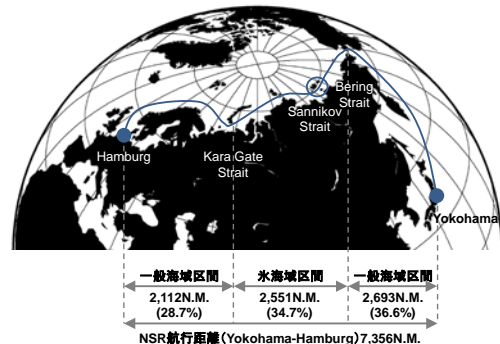 Bering
Strait
Sannikov
Strait
Hamburg
Kara Gate
Strait
Yokohama
一般海域区間
氷海域区間
一般海域区間
2,112N.M.
2,551N.M.
2,693N.M.
(28.7%)
(34.7%)
(36.6%)
NSR航行距離(Yokohama-Hamburg)7,356N.M.